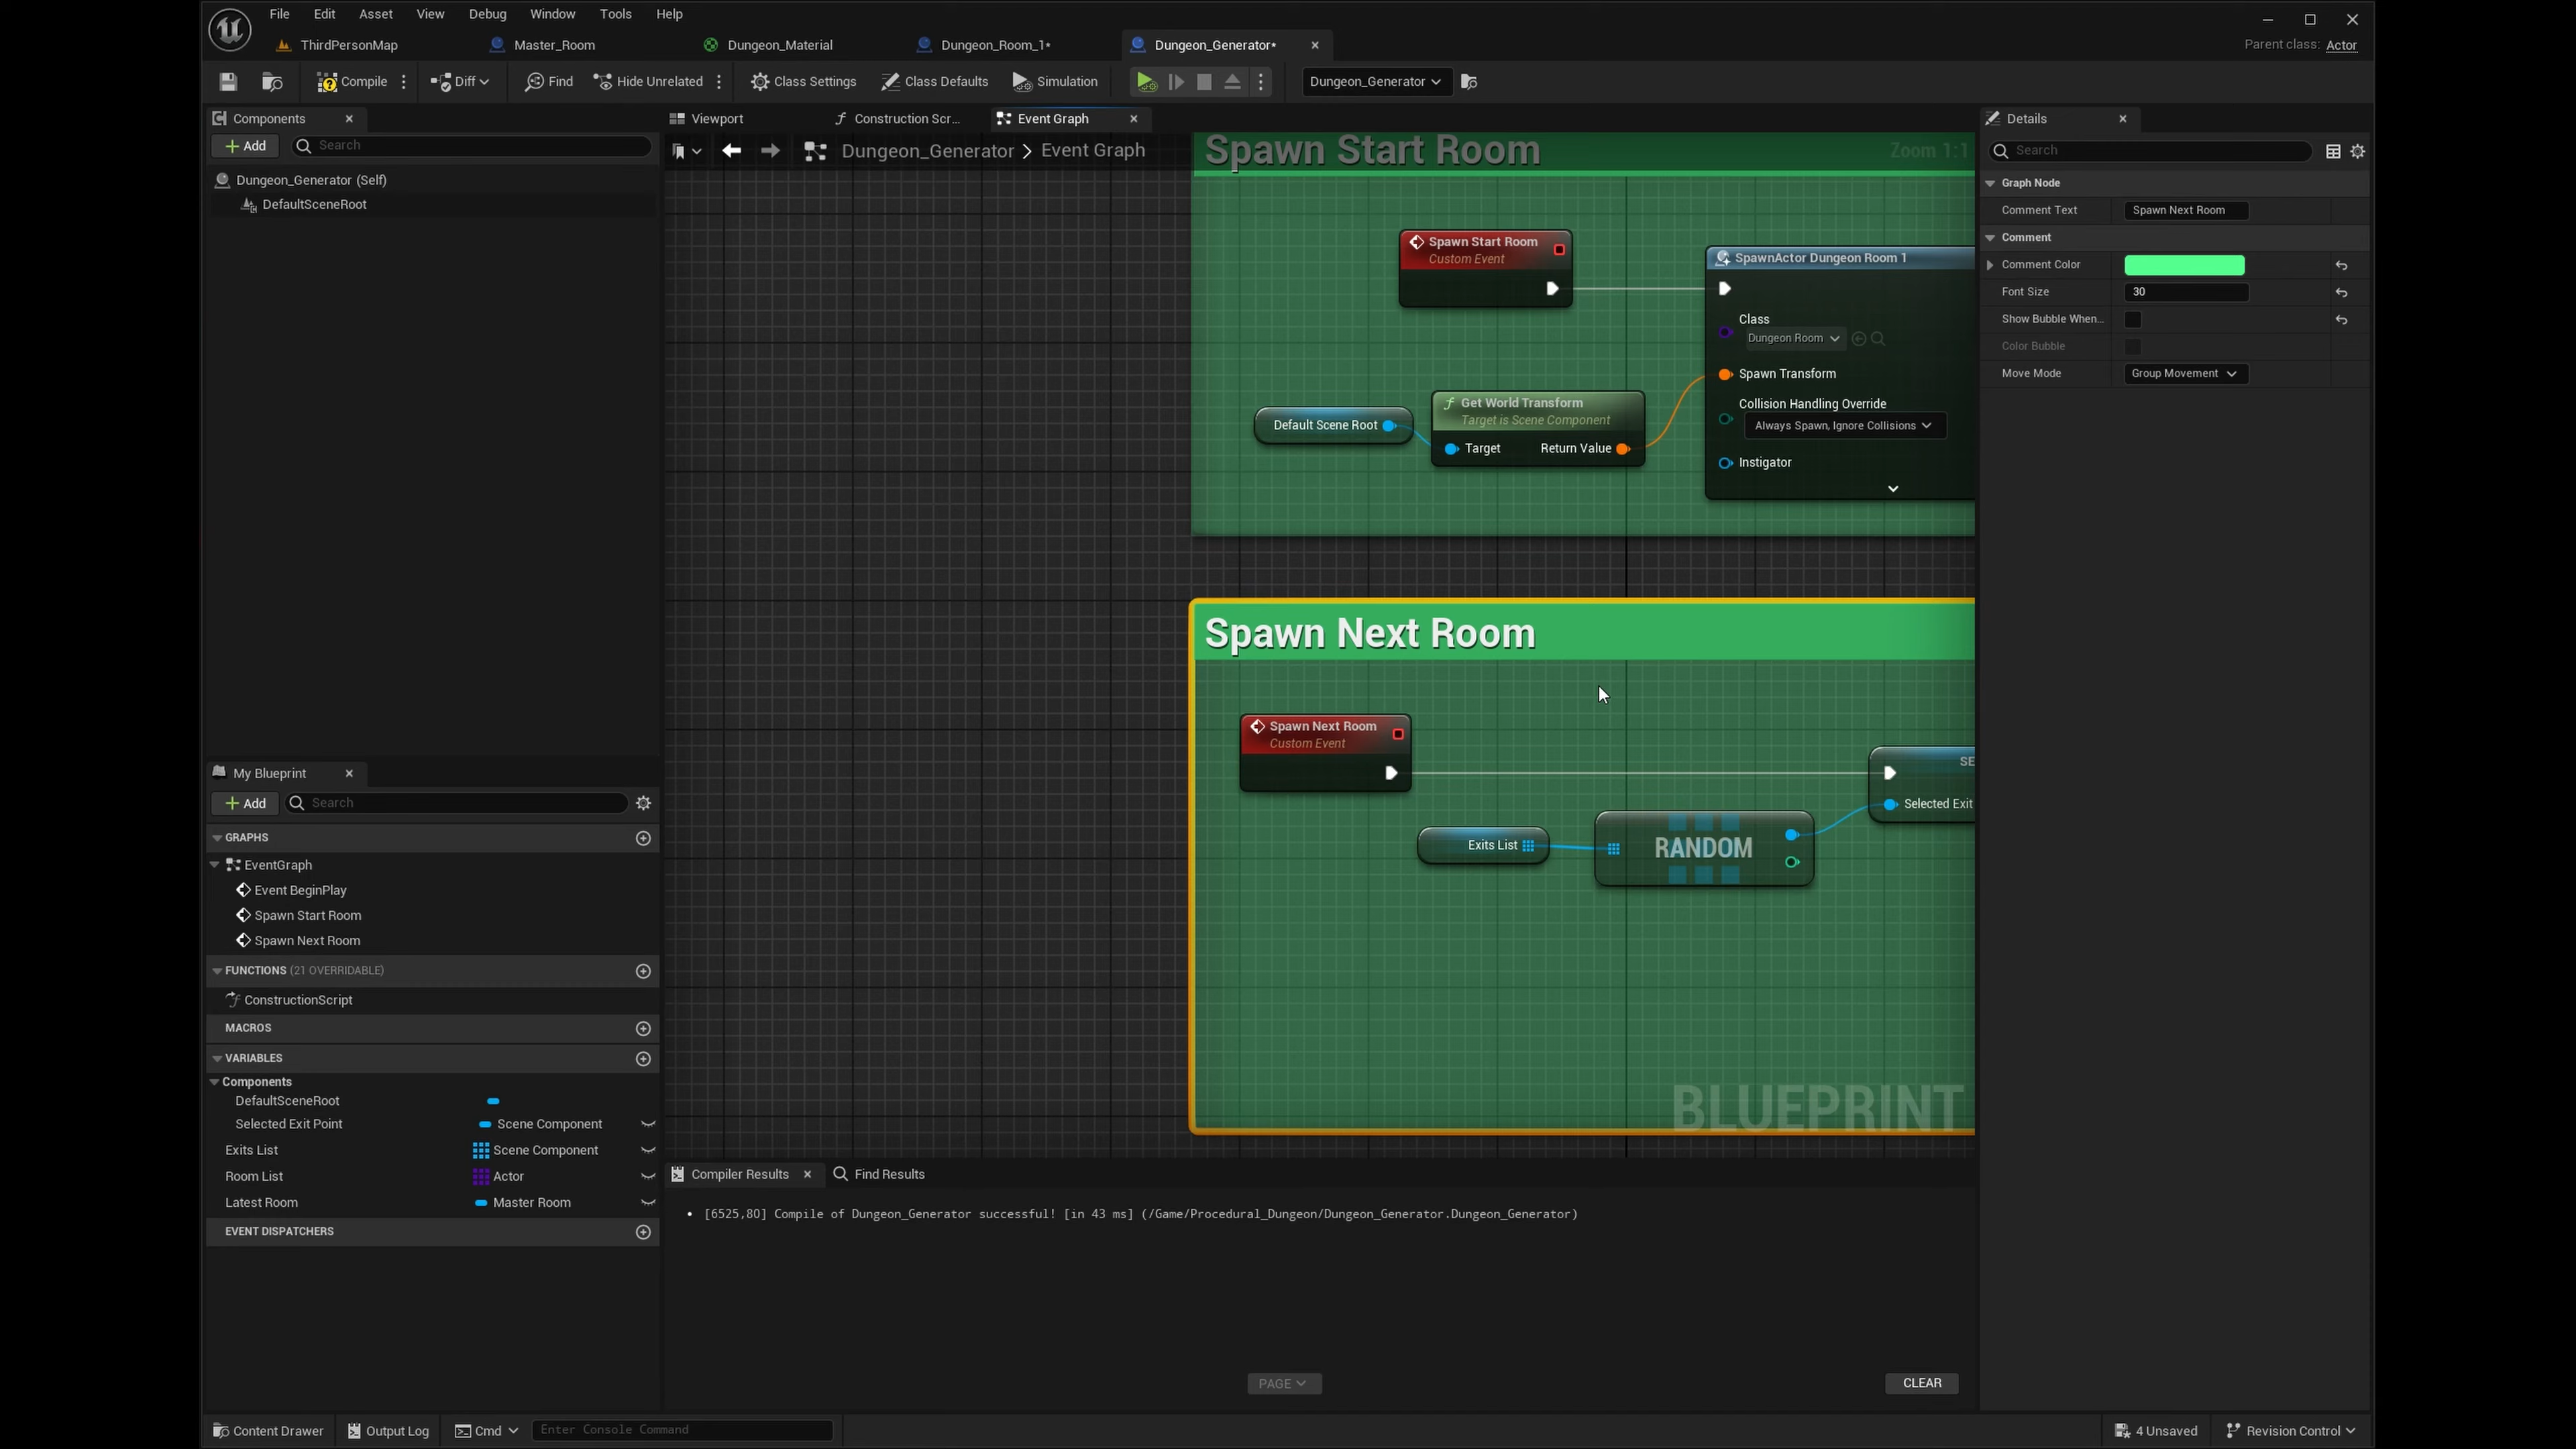 File Edit Asset View Debug Window Tools Help
ThirdPersonMap Master_Room Dungeon_Material Dungeon_Room_1* Dungeon_Generator* Parent class: Actor
Compile Diff Find Hide Unrelated Class Settings Class Defaults Simulation Dungeon_Generator
Components
Add Search
Dungeon_Generator (Self)
DefaultSceneRoot
Viewport Construction Scr... Event Graph
Dungeon_Generator > Event Graph
Spawn Start Room Zoom 1:1
Spawn Start Room
Custom Event
SpawnActor Dungeon Room 1
Class
Dungeon Room
Spawn Transform
Collision Handling Override
Always Spawn, Ignore Collisions
Instigator
Default Scene Root
Get World Transform
Target is Scene Component
Target Return Value
Spawn Next Room
Spawn Next Room
Custom Event
SE
Selected Exit
Exits List
RANDOM
BLUEPRINT
Details
Search
Graph Node
Comment Text Spawn Next Room
Comment
Comment Color
Font Size 30
Show Bubble When...
Color Bubble
Move Mode Group Movement
My Blueprint
Add Search
GRAPHS
EventGraph
Event BeginPlay
Spawn Start Room
Spawn Next Room
FUNCTIONS (21 OVERRIDABLE)
ConstructionScript
MACROS
VARIABLES
Components
DefaultSceneRoot
Selected Exit Point Scene Component
Exits List Scene Component
Room List Actor
Latest Room Master Room
EVENT DISPATCHERS
Compiler Results Find Results
• [6525,80] Compile of Dungeon_Generator successful! [in 43 ms] (/Game/Procedural_Dungeon/Dungeon_Generator.Dungeon_Generator)
PAGE CLEAR
Content Drawer Output Log Cmd Enter Console Command 4 Unsaved Revision Control